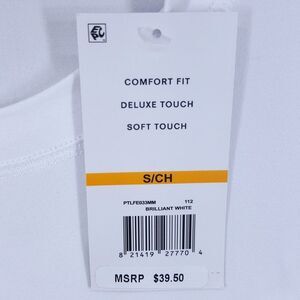 COMFORT FIT
DELUXE TOUCH
SOFT TOUCH
S/CH
PTLFE033MM 112
BRILLIANT WHITE
8 21419 27770 4
MSRP $39.50